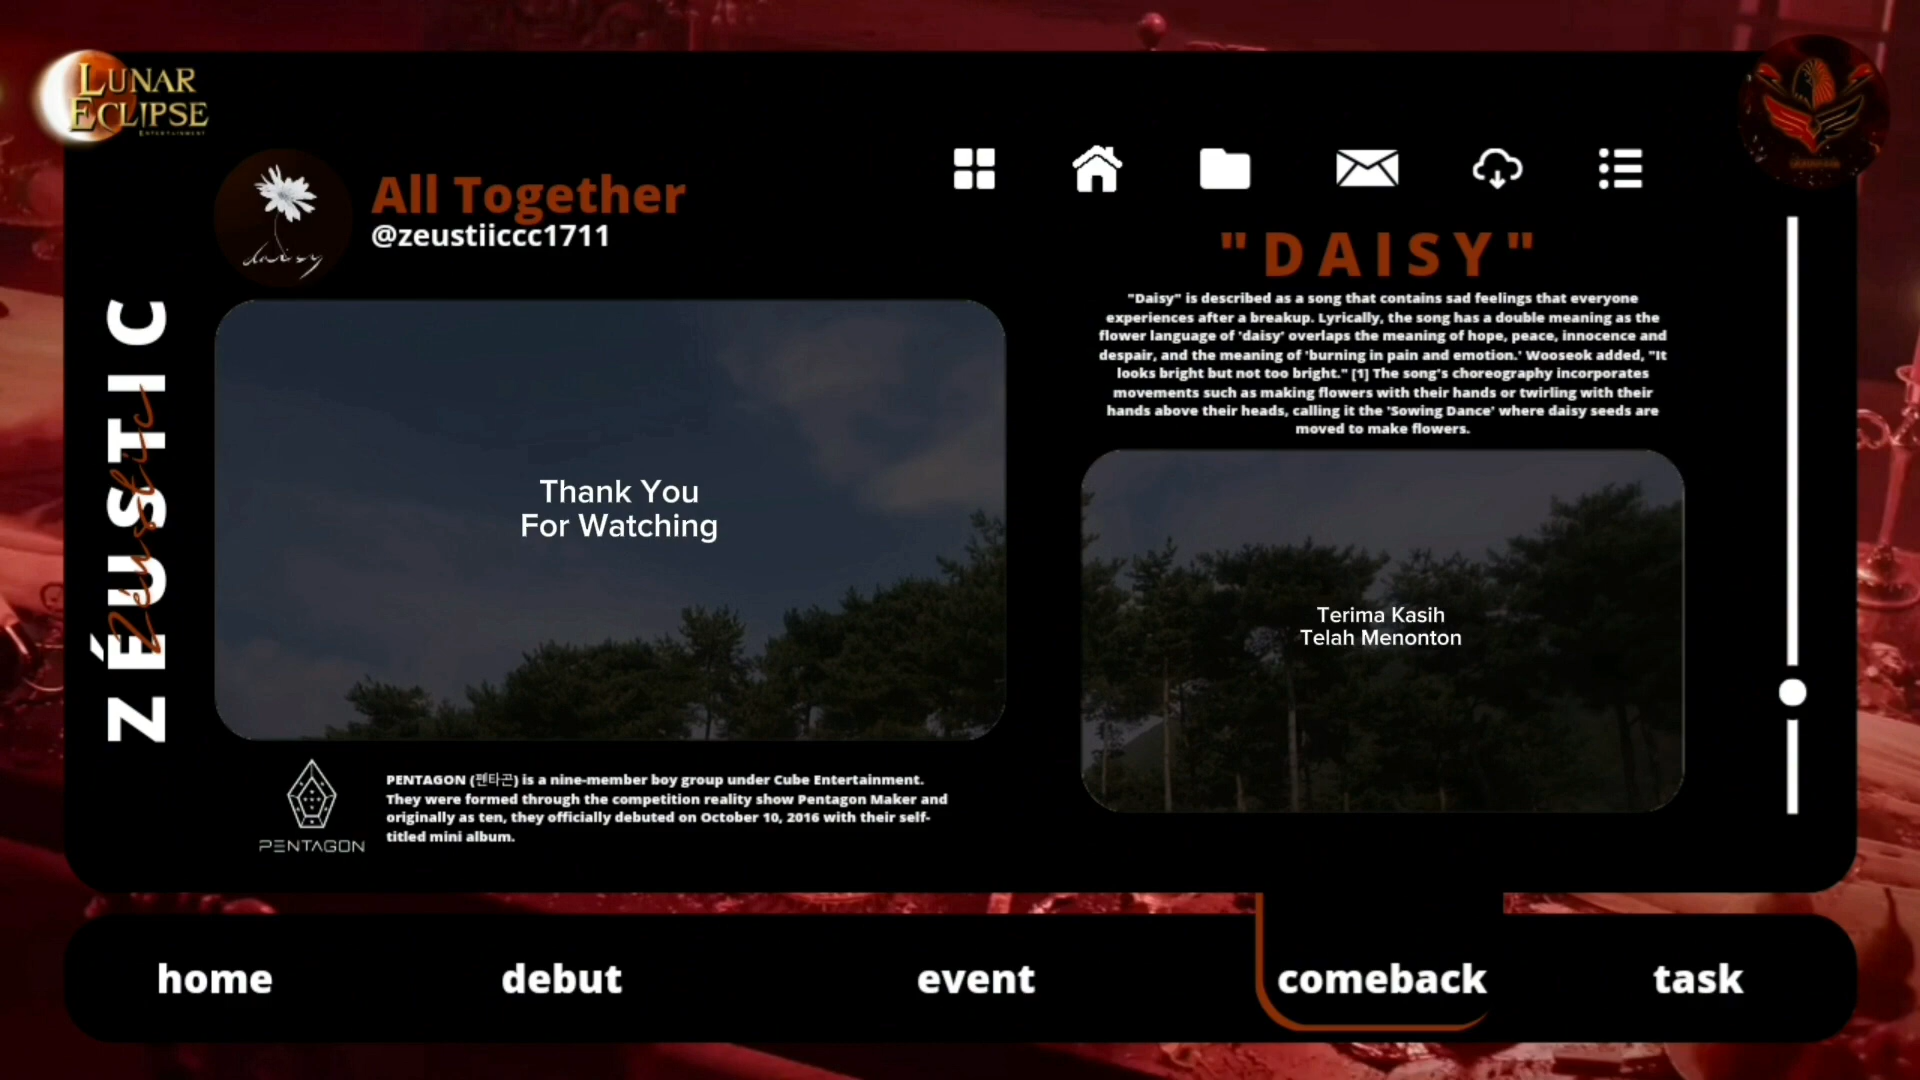 LUNAR
ECLIPSE
ENTERTAINMENT
daisy
All Together
@zeustiiccc1711
ZÉUSTIC
Zeustic
"DAISY"
"Daisy" is described as a song that contains sad feelings that everyone
experiences after a breakup. Lyrically, the song has a double meaning as the
flower language of 'daisy' overlaps the meaning of hope, peace, innocence and
despair, and the meaning of 'burning in pain and emotion.' Wooseok added, "It
looks bright but not too bright." [1] The song's choreography incorporates
movements such as making flowers with their hands or twirling with their
hands above their heads, calling it the 'Sowing Dance' where daisy seeds are
moved to make flowers.
Thank You
For Watching
Terima Kasih
Telah Menonton
PENTAGON
PENTAGON (펜타곤) is a nine-member boy group under Cube Entertainment.
They were formed through the competition reality show Pentagon Maker and
originally as ten, they officially debuted on October 10, 2016 with their self-
titled mini album.
home
debut
event
comeback
task